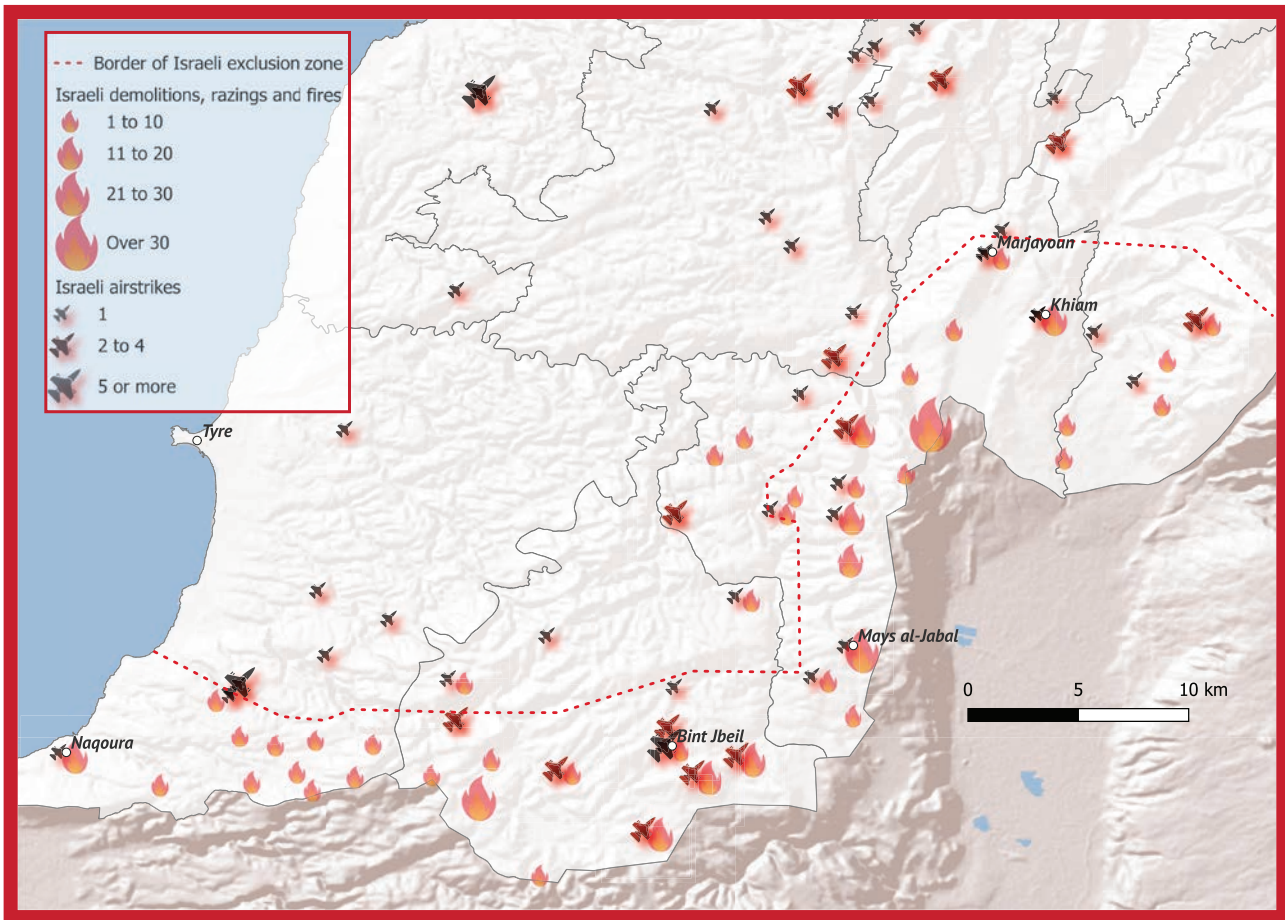 Border of Israeli exclusion zone
Israeli demolitions, razings and fires
1 to 10
11 to 20
21 to 30
Over 30
Israeli airstrikes
1
2 to 4
5 or more
Marjayoun
Khiam
Tyre
Mays al-Jabal
0 5 10 km
Naqoura
Bint Jbeil